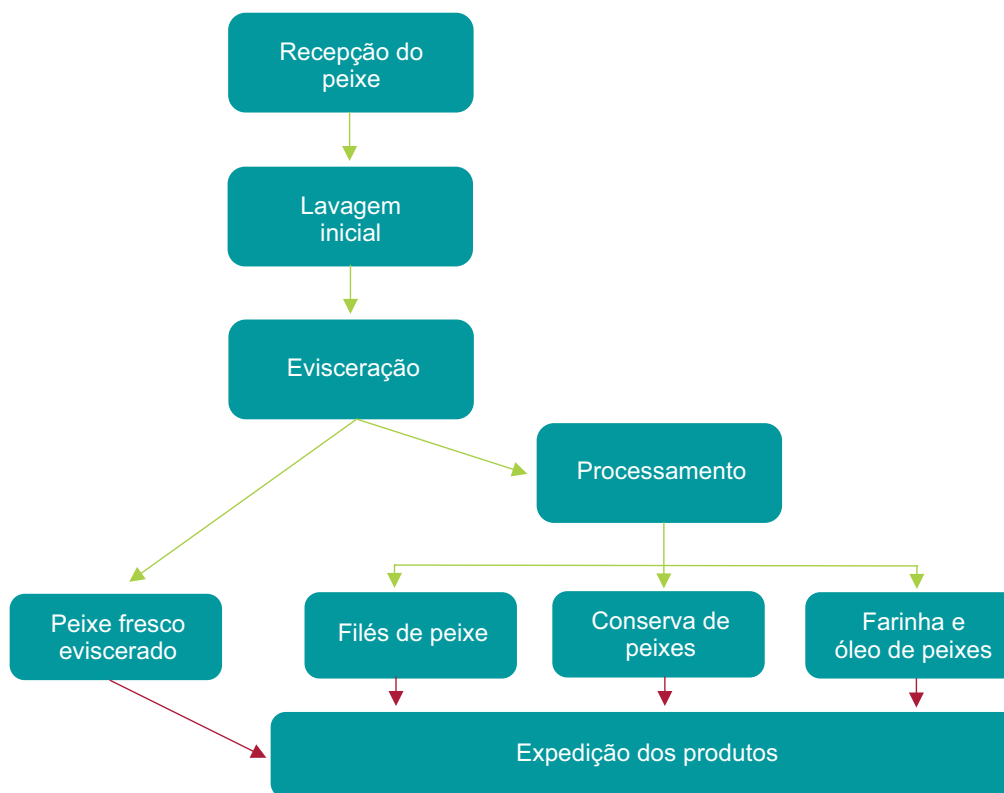 Recepção do
peixe
Lavagem
inicial
Evisceração
Processamento
Peixe fresco
eviscerado
Filés de peixe
Conserva de
peixes
Farinha e
óleo de peixes
Expedição dos produtos